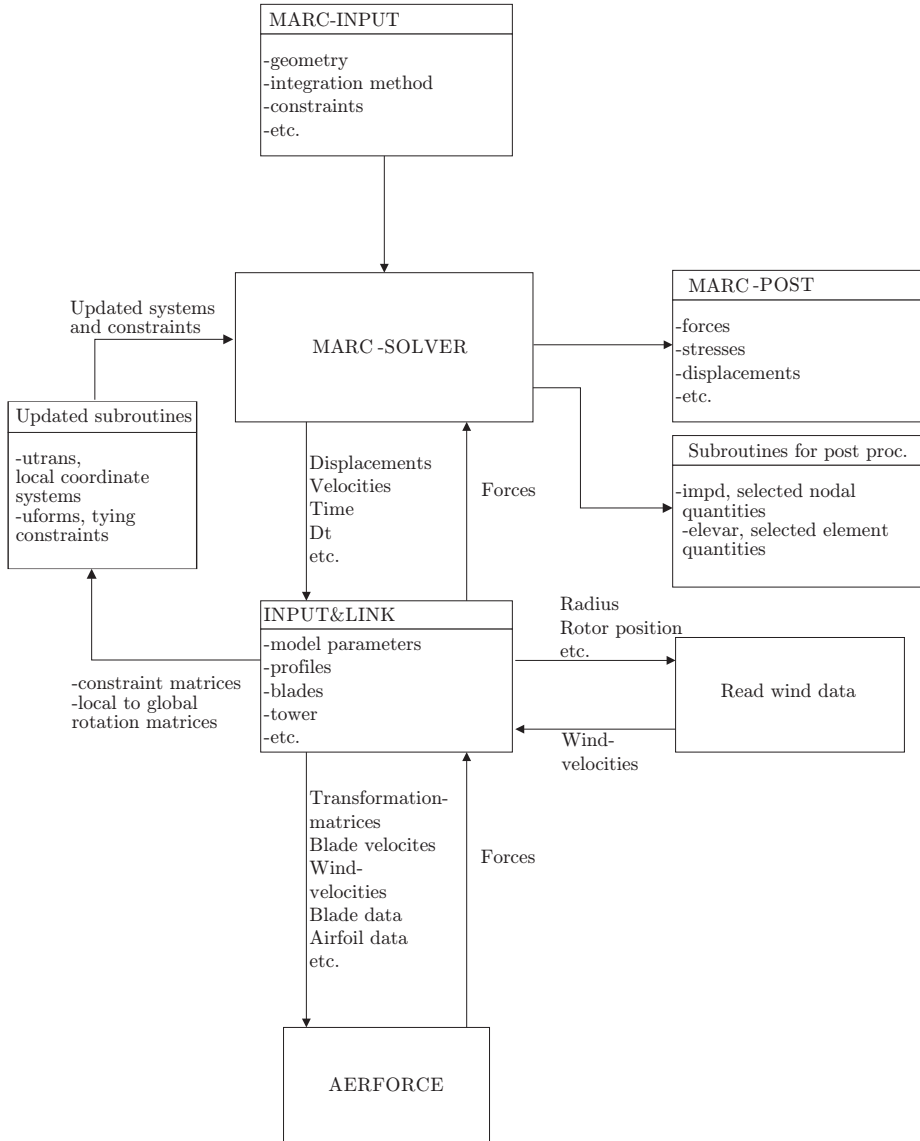 MARC-INPUT
-geometry
-integration method
-constraints
-etc.
Updated systems
and constraints
MARC-SOLVER
MARC-POST
-forces
-stresses
-displacements
-etc.
Updated subroutines
-utrans,
local coordinate
systems
-uforms, tying
constraints
Displacements
Velocities
Time
Dt
etc.
Forces
Subroutines for post proc.
-impd, selected nodal
quantities
-elevar, selected element
quantities
INPUT&LINK
-model parameters
-profiles
-blades
-tower
-etc.
Radius
Rotor position
etc.
-constraint matrices
-local to global
rotation matrices
Read wind data
Wind-
velocities
Transformation-
matrices
Blade velocites
Wind-
velocities
Blade data
Airfoil data
etc.
Forces
AERFORCE